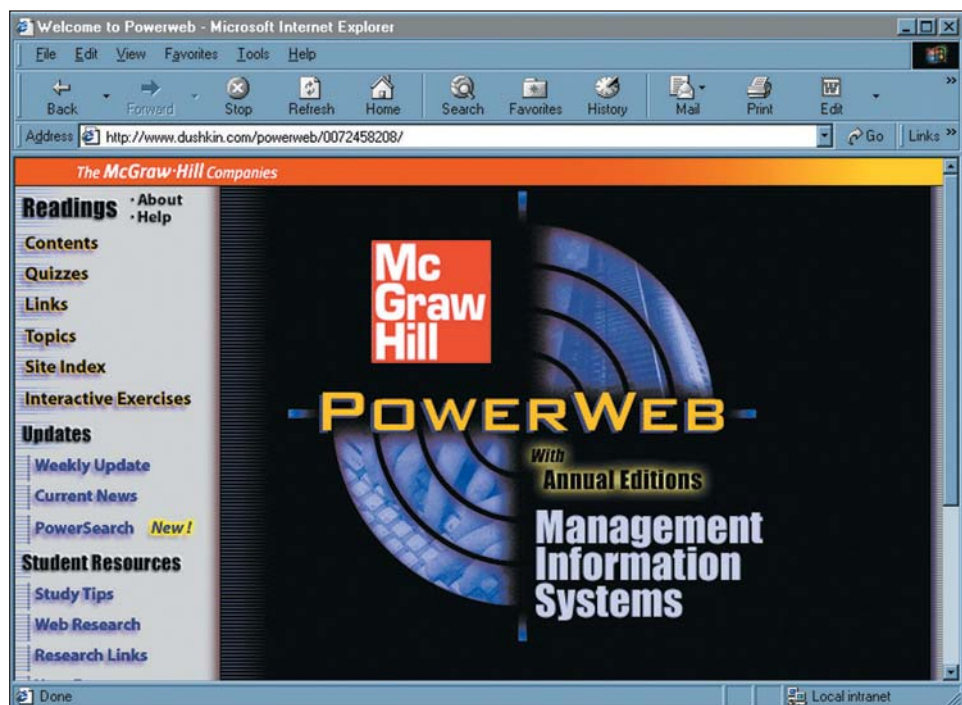 Welcome to Powerweb - Microsoft Internet Explorer
File Edit View Favorites Tools Help
Back Forward Stop Refresh Home Search Favorites History Mail Print Edit »
Address http://www.dushkin.com/powerweb/0072458208/ Go Links »
The McGraw·Hill Companies
Readings
· About
· Help
Contents
Quizzes
Links
Topics
Site Index
Interactive Exercises
Updates
Weekly Update
Current News
PowerSearch New!
Student Resources
Study Tips
Web Research
Research Links
Mc
Graw
Hill
POWERWEB
With
Annual Editions
Management
Information
Systems
Done Local intranet